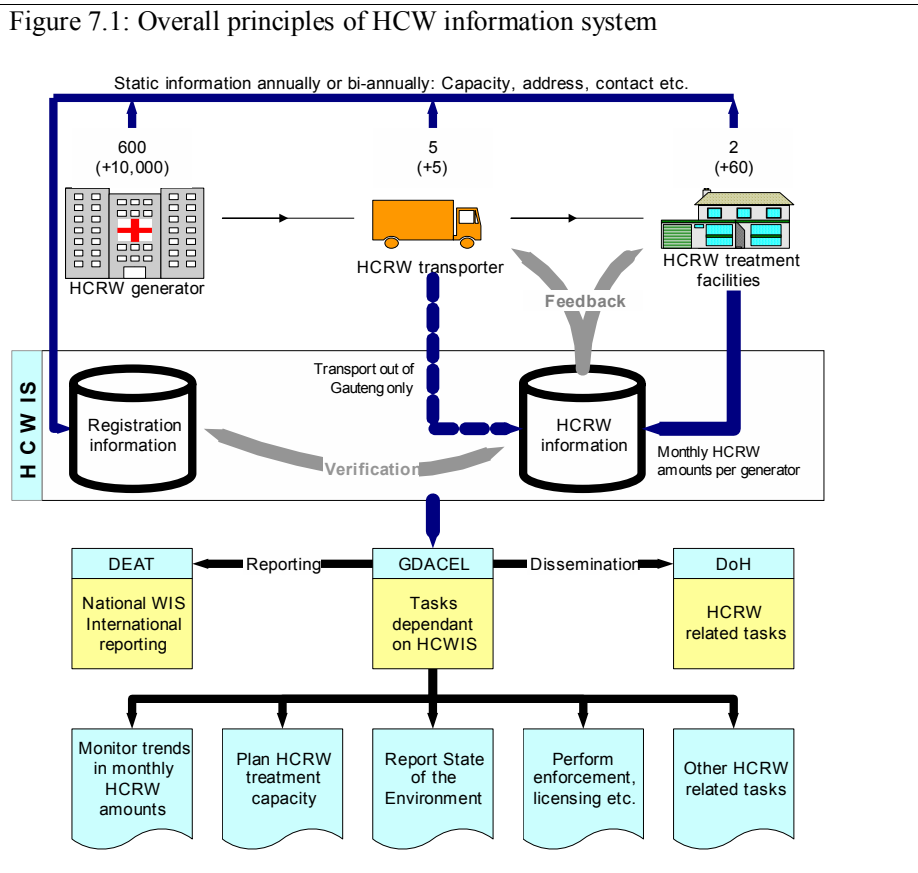 Figure 7.1: Overall principles of HCW information system
Static information annually or bi-annually: Capacity, address, contact etc.
600
(+10,000)
5
(+5)
2
(+60)
HCRW generator
HCRW transporter
HCRW treatment
facilities
Feedback
HCWIS
Transport out of
Gauteng only
Registration
information
HCRW
information
Verification
Monthly HCRW
amounts per generator
DEAT
Reporting
GDACEL
Dissemination
DoH
National WIS
International
reporting
Tasks
dependant
on HCWIS
HCRW
related tasks
Monitor trends
in monthly
HCRW
amounts
Plan HCRW
treatment
capacity
Report State
of the
Environment
Perform
enforcement,
licensing etc.
Other HCRW
related tasks